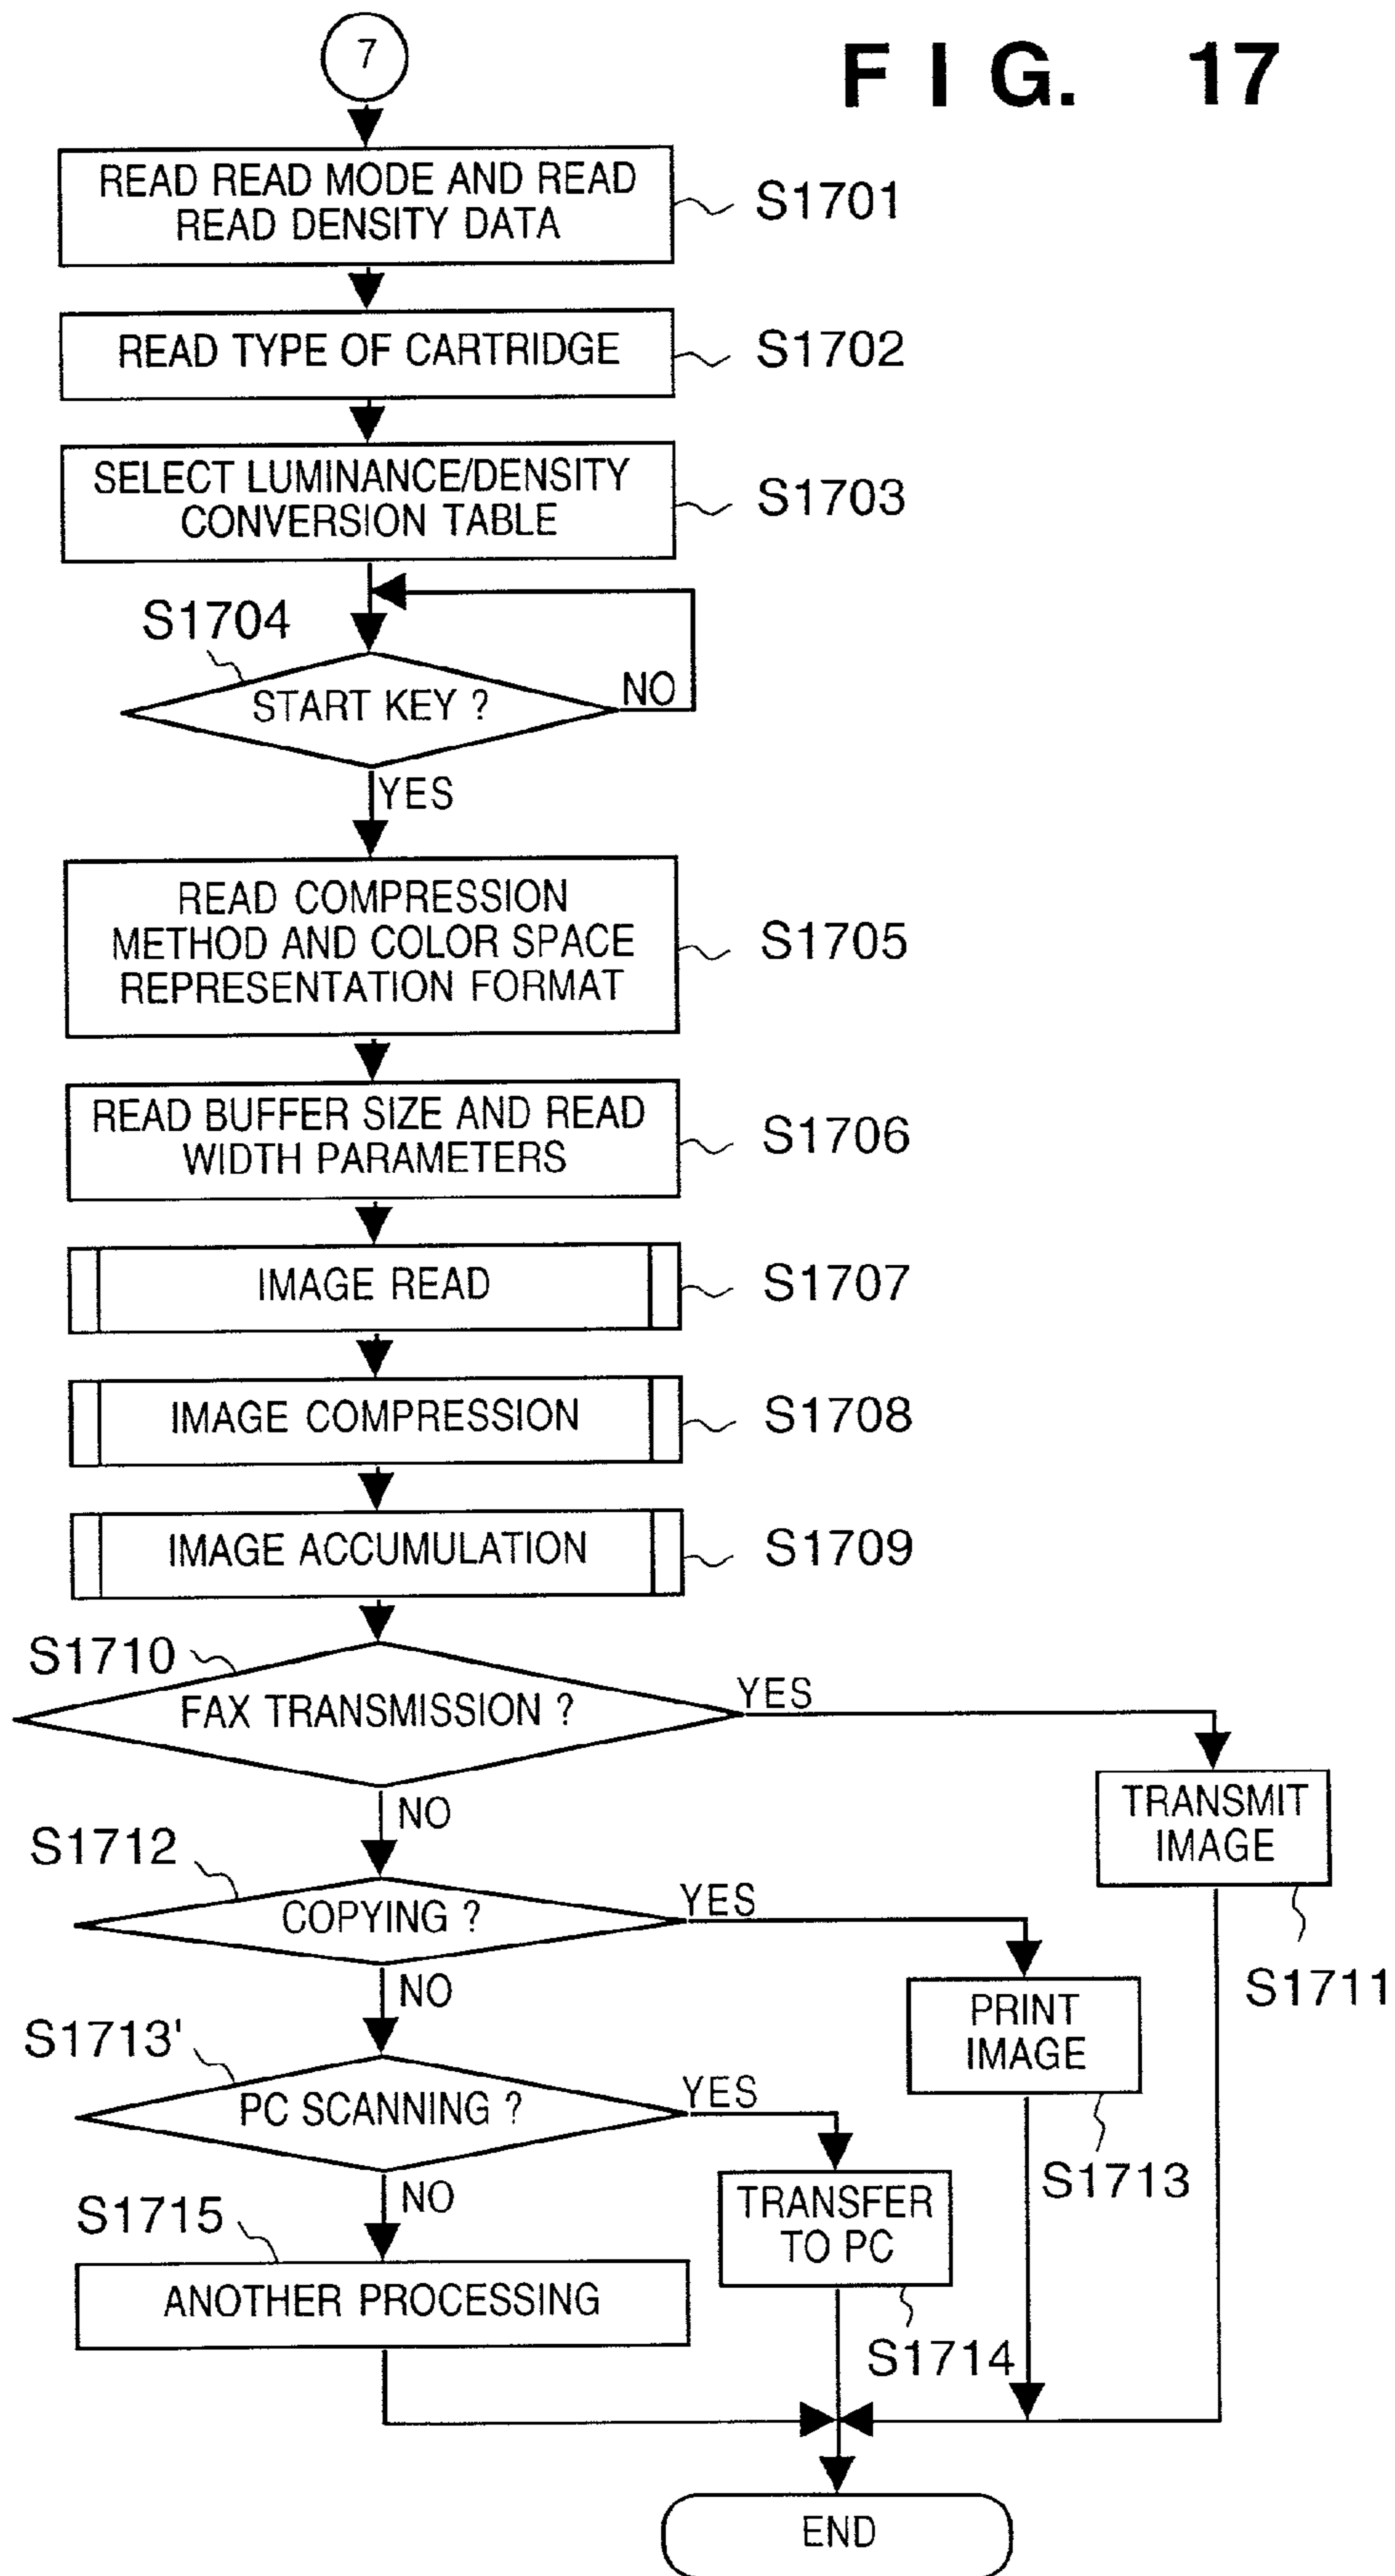 7
FIG. 17
READ READ MODE AND READ
READ DENSITY DATA
S1701
READ TYPE OF CARTRIDGE
S1702
SELECT LUMINANCE/DENSITY
CONVERSION TABLE
S1703
S1704
START KEY ?
NO
YES
READ COMPRESSION
METHOD AND COLOR SPACE
REPRESENTATION FORMAT
S1705
READ BUFFER SIZE AND READ
WIDTH PARAMETERS
S1706
IMAGE READ
S1707
IMAGE COMPRESSION
S1708
IMAGE ACCUMULATION
S1709
S1710
FAX TRANSMISSION ?
YES
NO
TRANSMIT
IMAGE
S1711
S1712
COPYING ?
YES
NO
PRINT
IMAGE
S1713
S1713'
PC SCANNING ?
YES
NO
TRANSFER
TO PC
S1714
S1715
ANOTHER PROCESSING
END